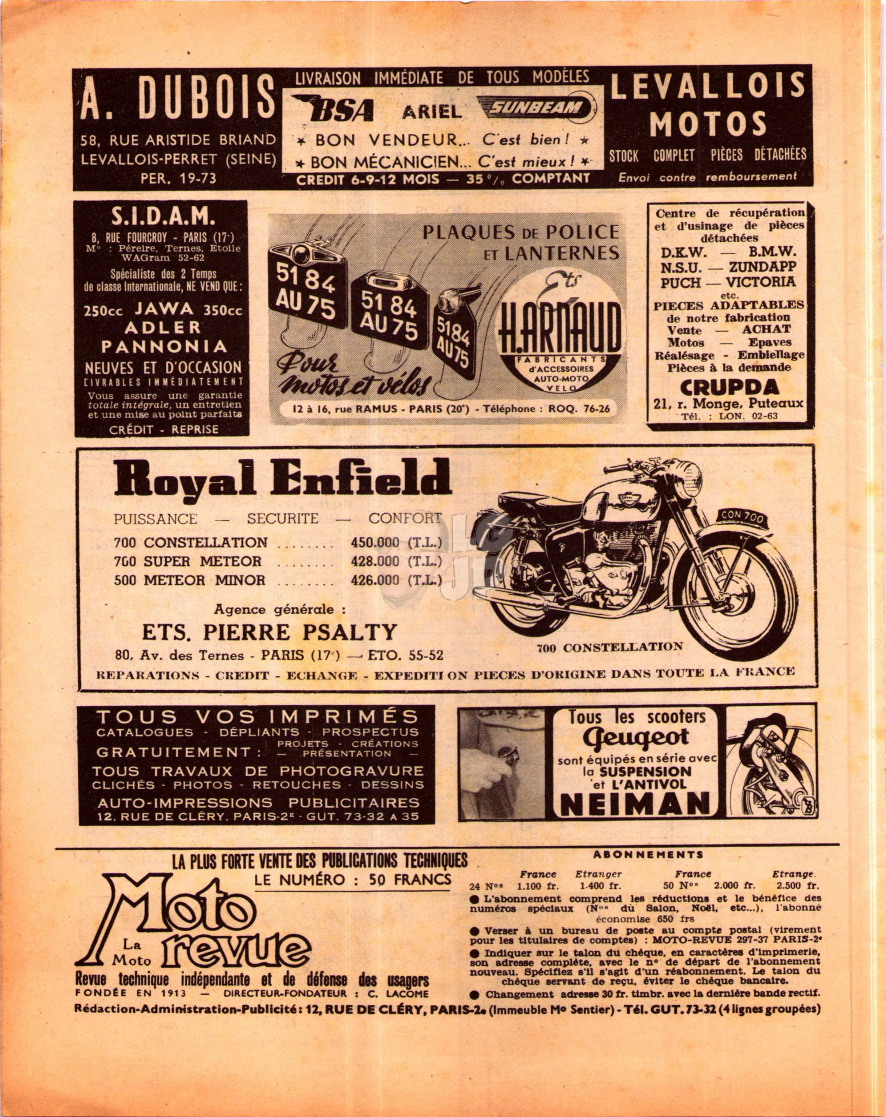 A. DUBOIS
58, RUE ARISTIDE BRIAND
LEVALLOIS-PERRET (SEINE)
PER. 19-73
LIVRAISON IMMÉDIATE DE TOUS MODÈLES
BSA ARIEL SUNBEAM
* BON VENDEUR... C'est bien! *
* BON MÉCANICIEN... C'est mieux! *
CREDIT 6-9-12 MOIS — 35 % COMPTANT
LEVALLOIS
MOTOS
STOCK COMPLET PIÈCES DÉTACHÉES
Envoi contre remboursement
S.I.D.A.M.
8, RUE FOURCROY - PARIS (17e)
Mo : Péreire, Ternes, Etoile
WAGram 52-62
Spécialiste des 2 Temps
de classe Internationale, NE VEND QUE :
250cc JAWA 350cc
ADLER
PANNONIA
NEUVES ET D'OCCASION
LIVRABLES IMMÉDIATEMENT
Vous assure une garantie
totale intégrale, un entretien
et une mise au point parfaits
CRÉDIT - REPRISE
PLAQUES DE POLICE
ET LANTERNES
5184
AU 75
5184
AU 75
5184
AU75
Pour
motos et vélos
Ets
H.ARNAUD
FABRICANTS
d'ACCESSOIRES
AUTO-MOTO
VELO
12 à 16, rue RAMUS - PARIS (20e) - Téléphone : ROQ. 76-26
Centre de récupération
et d'usinage de pièces
détachées
D.K.W. — B.M.W.
N.S.U. — ZUNDAPP
PUCH — VICTORIA
etc.
PIECES ADAPTABLES
de notre fabrication
Vente — ACHAT
Motos — Epaves
Réalésage - Embiellage
Pièces à la demande
CRUPDA
21, r. Monge, Puteaux
Tél. : LON. 02-63
Royal Enfield
PUISSANCE — SECURITE — CONFORT
700 CONSTELLATION ........ 450.000 (T.L.)
700 SUPER METEOR ........ 428.000 (T.L.)
500 METEOR MINOR ........ 426.000 (T.L.)
Agence générale :
ETS. PIERRE PSALTY
80, Av. des Ternes - PARIS (17e) — ETO. 55-52
CON 700
700 CONSTELLATION
REPARATIONS - CREDIT - ECHANGE - EXPEDITION PIECES D'ORIGINE DANS TOUTE LA FRANCE
TOUS VOS IMPRIMÉS
CATALOGUES - DÉPLIANTS - PROSPECTUS
GRATUITEMENT : PROJETS - CRÉATIONS
— PRÉSENTATION —
TOUS TRAVAUX DE PHOTOGRAVURE
CLICHÉS - PHOTOS - RETOUCHES - DESSINS
AUTO-IMPRESSIONS PUBLICITAIRES
12, RUE DE CLÉRY, PARIS-2E - GUT. 73-32 A 35
Tous les scooters
Peugeot
sont équipés en série avec
la SUSPENSION
et L'ANTIVOL
NEIMAN
LA PLUS FORTE VENTE DES PUBLICATIONS TECHNIQUES
LE NUMÉRO : 50 FRANCS
Moto
revue
La
Moto
Revue technique indépendante et de défense des usagers
FONDÉE EN 1913 — DIRECTEUR-FONDATEUR : C. LACOME
ABONNEMENTS
France Etranger France Etrange.
24 Nos 1.100 fr. 1.400 fr. 50 Nos 2.000 fr. 2.500 fr.
● L'abonnement comprend les réductions et le bénéfice des
numéros spéciaux (Nos du Salon, Noël, etc...), l'abonné
économise 650 frs
● Verser à un bureau de poste au compte postal (virement
pour les titulaires de comptes) : MOTO-REVUE 297-37 PARIS-2e
● Indiquer sur le talon du chèque, en caractères d'imprimerie,
son adresse complète, avec le n° de départ de l'abonnement
nouveau. Spécifiez s'il s'agit d'un réabonnement. Le talon du
chèque servant de reçu, éviter le chèque bancaire.
● Changement adresse 30 fr. timbr. avec la dernière bande rectif.
Rédaction-Administration-Publicité : 12, RUE DE CLÉRY, PARIS-2e (Immeuble Mo Sentier) - Tél. GUT. 73-32 (4 lignes groupées)